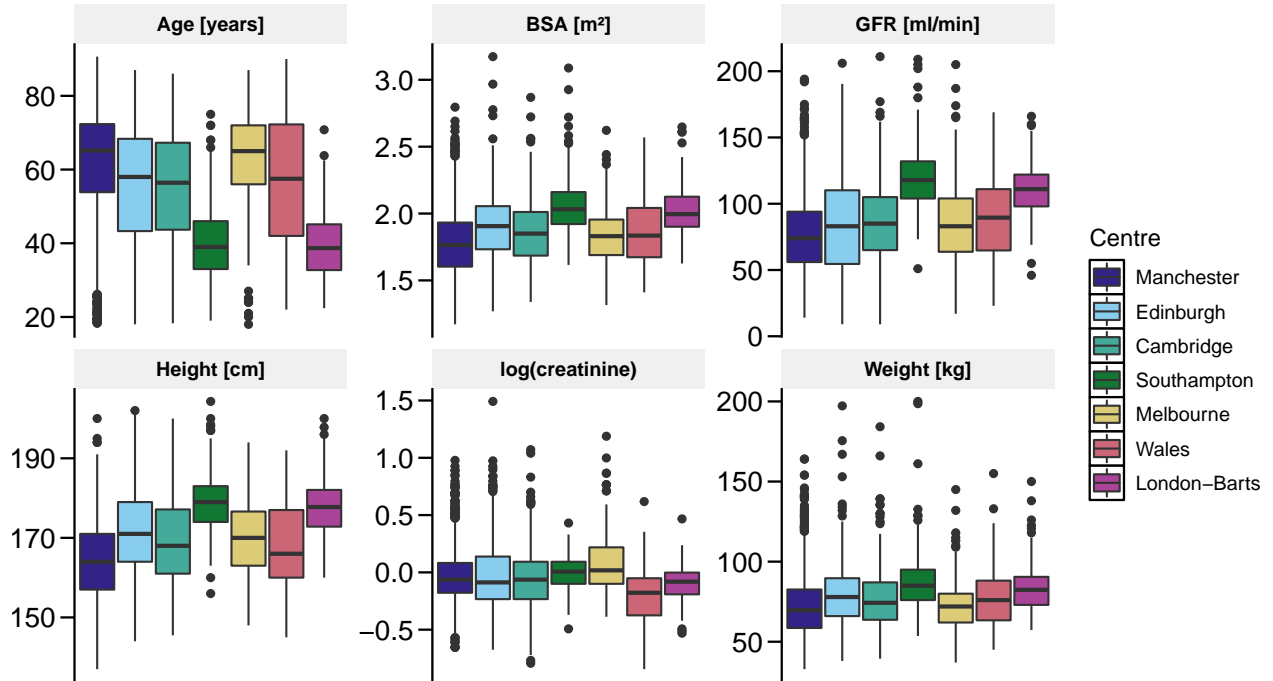 Age [years]
BSA [m²]
GFR [ml/min]
80
60
40
20
3.0
2.5
2.0
1.5
200
150
100
50
0
Height [cm]
log(creatinine)
Weight [kg]
190
170
150
1.5
1.0
0.5
0.0
−0.5
200
150
100
50
Centre
Manchester
Edinburgh
Cambridge
Southampton
Melbourne
Wales
London−Barts